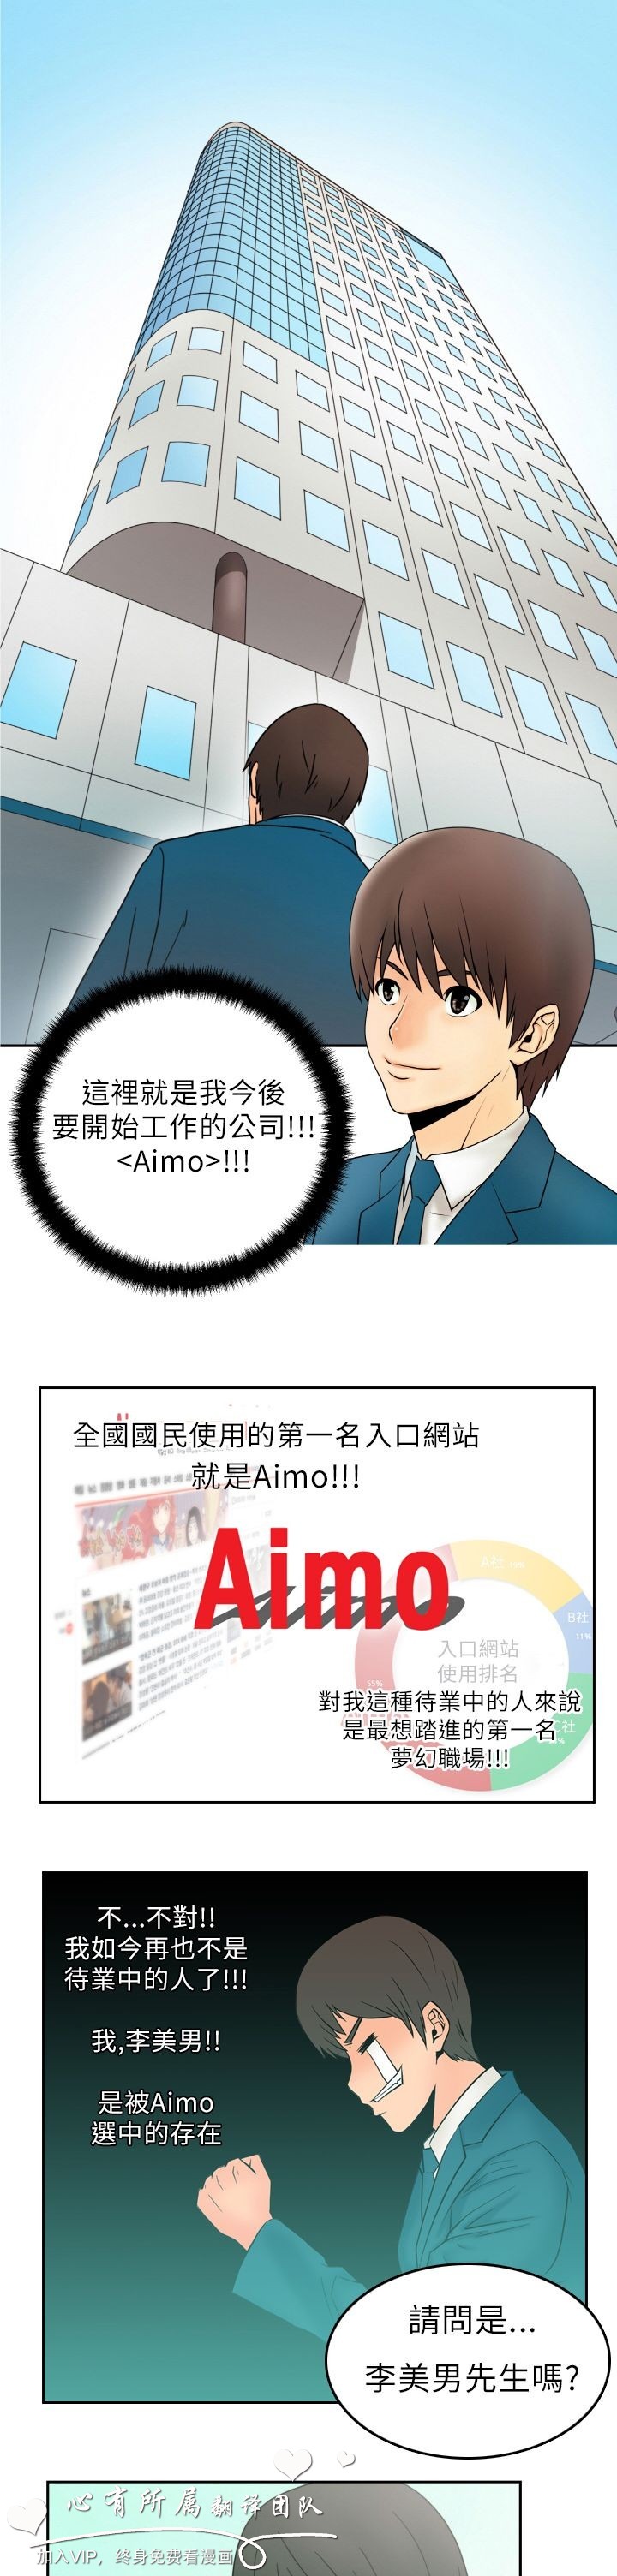 這裡就是我今後
要開始工作的公司!!!
<Aimo>!!!
全國國民使用的第一名入口網站
就是Aimo!!!
Aimo
A社
B社
11%
入口網站
使用排名
55%
對我這種待業中的人來說
是最想踏進的第一名
夢幻職場!!!
社
不...不對!!
我如今再也不是
待業中的人了!!!
我,李美男!!
是被Aimo
選中的存在
請問是...
李美男先生嗎?
心有所属翻译团队
加入VIP，终身免费看漫画